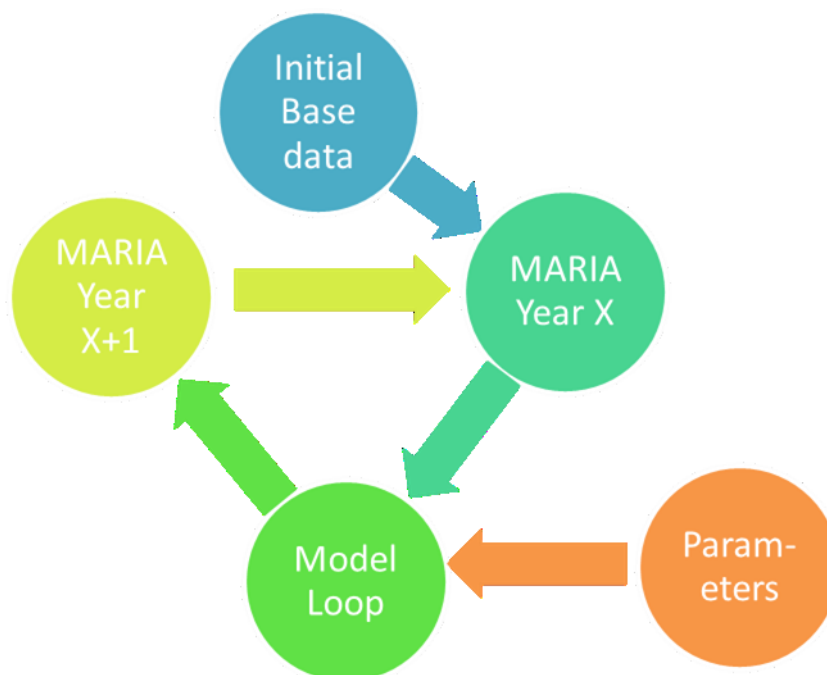 Initial
Base
data
MARIA
Year
X+1
MARIA
Year X
Model
Loop
Param-
eters